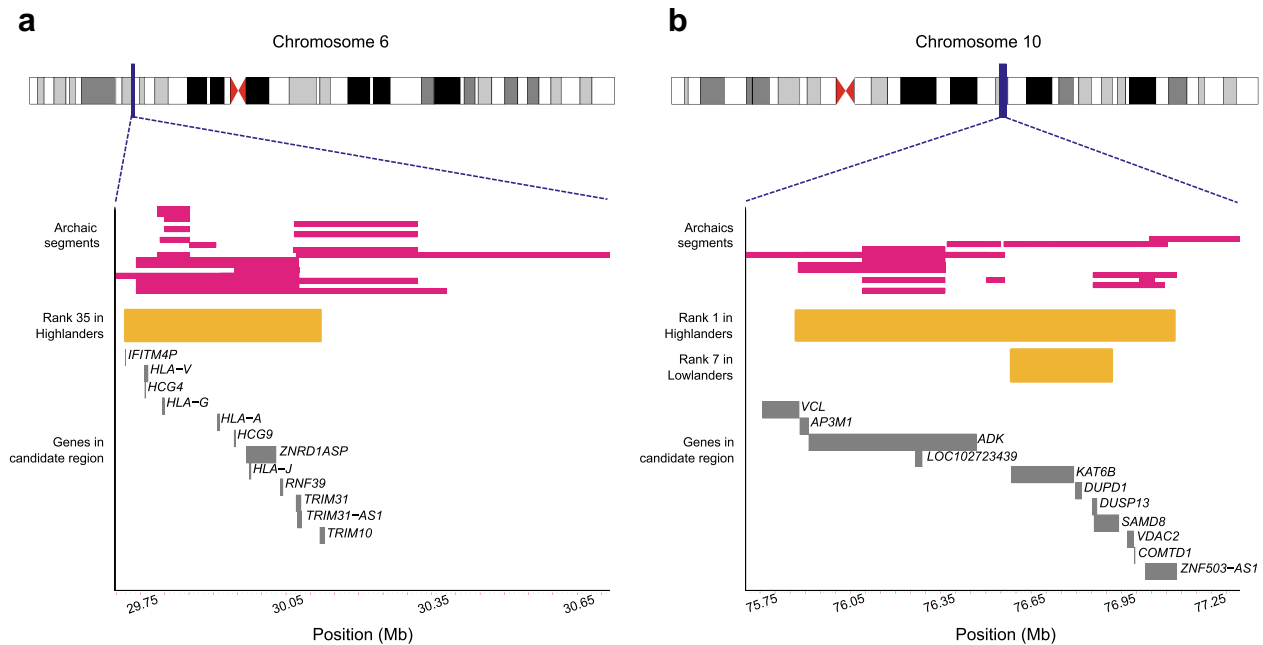 a
Chromosome 6
Archaic
segments
Rank 35 in
Highlanders
IFITM4P
HLA−V
HCG4
HLA−G
HLA−A
HCG9
Genes in
candidate region
ZNRD1ASP
HLA−J
RNF39
TRIM31
TRIM31−AS1
TRIM10
29.75
30.05
30.35
30.65
Position (Mb)
b
Chromosome 10
Archaics
segments
Rank 1 in
Highlanders
Rank 7 in
Lowlanders
VCL
AP3M1
Genes in
candidate region
ADK
LOC102723439
KAT6B
DUPD1
DUSP13
SAMD8
VDAC2
COMTD1
ZNF503−AS1
75.75
76.05
76.35
76.65
76.95
77.25
Position (Mb)